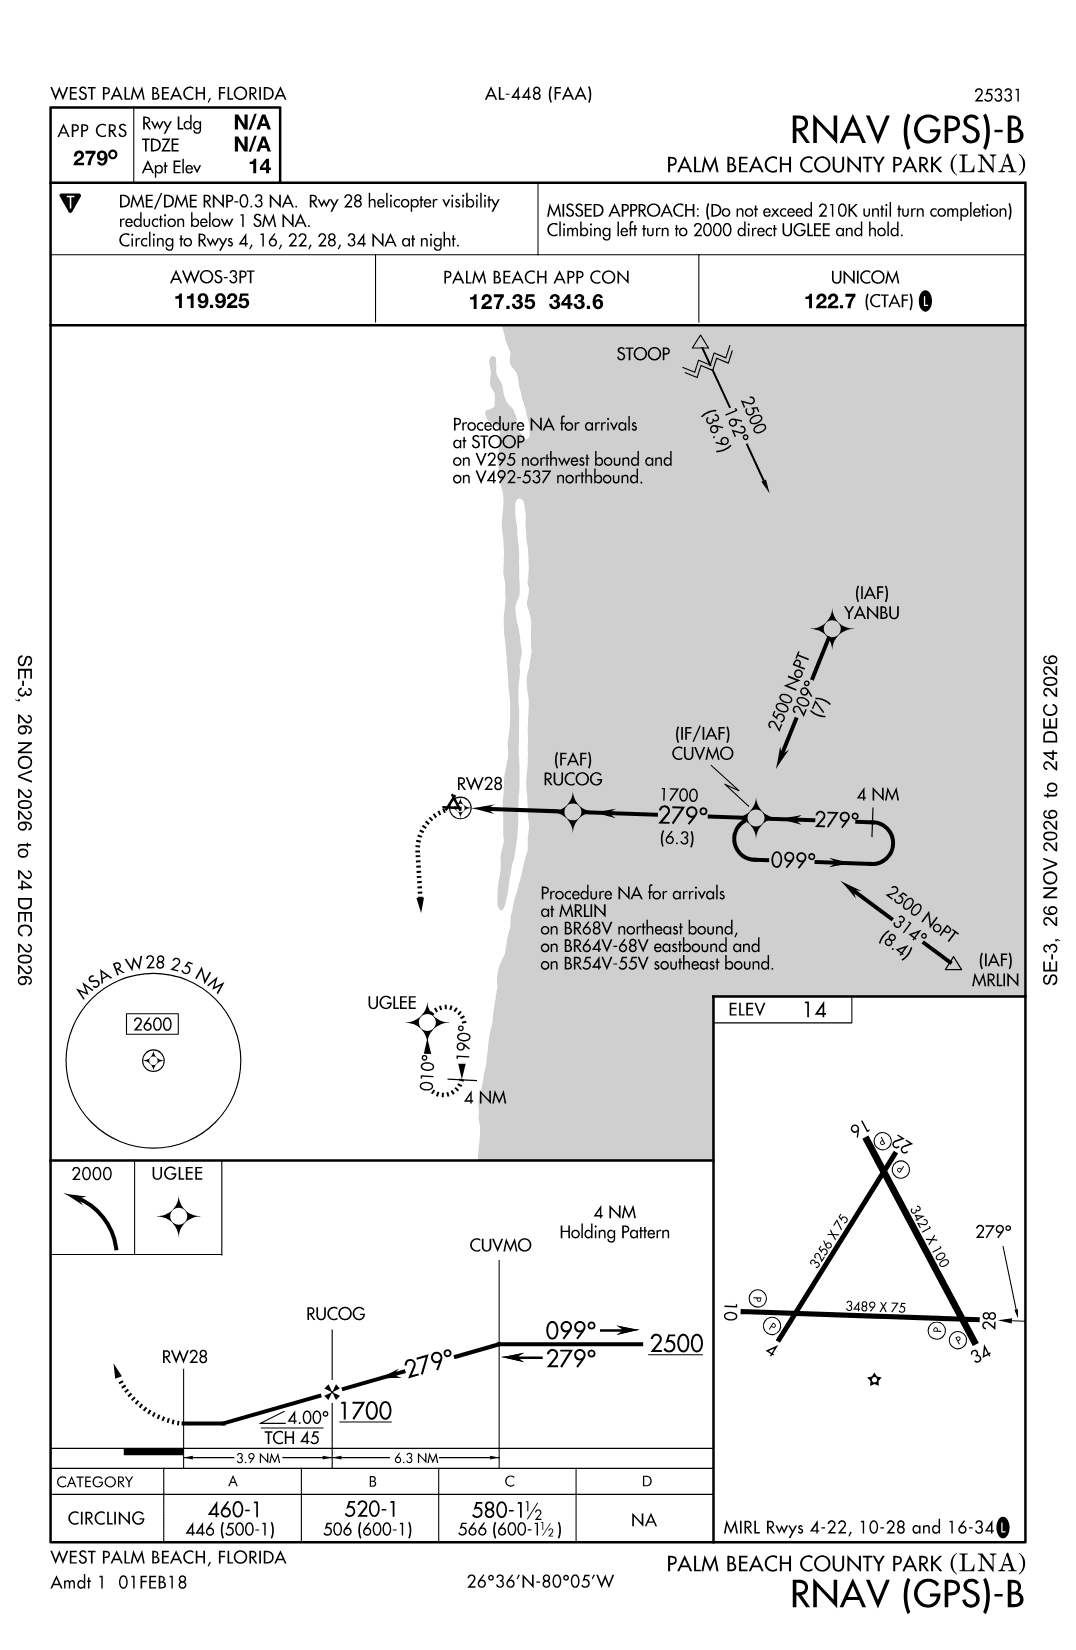 WEST PALM BEACH, FLORIDA
AL-448 (FAA)
25331
RNAV (GPS)-B
PALM BEACH COUNTY PARK (LNA)
APP CRS
279°
Rwy Ldg N/A
TDZE N/A
Apt Elev 14
T
DME/DME RNP-0.3 NA. Rwy 28 helicopter visibility
reduction below 1 SM NA.
Circling to Rwys 4, 16, 22, 28, 34 NA at night.
MISSED APPROACH: (Do not exceed 210K until turn completion)
Climbing left turn to 2000 direct UGLEE and hold.
AWOS-3PT
119.925
PALM BEACH APP CON
127.35 343.6
UNICOM
122.7 (CTAF) L
STOOP
2500
162°
(36.9)
Procedure NA for arrivals
at STOOP
on V295 northwest bound and
on V492-537 northbound.
(IAF)
YANBU
2500 NoPT
209°
(7)
(IF/IAF)
CUVMO
(FAF)
RUCOG
RW28
1700
279°
(6.3)
4 NM
279°
099°
2500 NoPT
314°
(8.4)
(IAF)
MRLIN
Procedure NA for arrivals
at MRLIN
on BR68V northeast bound,
on BR64V-68V eastbound and
on BR54V-55V southeast bound.
MSA RW28 25 NM
2600
UGLEE
190°
010°
4 NM
ELEV 14
16
A
22
P
3256 X 75
3421 X 100
279°
10
P
3489 X 75
28
P
4
P
P
34
MIRL Rwys 4-22, 10-28 and 16-34 L
2000
UGLEE
4 NM
Holding Pattern
CUVMO
RUCOG
RW28
099°
279°
2500
279°
1700
4.00°
TCH 45
3.9 NM
6.3 NM
CATEGORY A B C D
CIRCLING
460-1
446 (500-1)
520-1
506 (600-1)
580-1½
566 (600-1½)
NA
WEST PALM BEACH, FLORIDA
Amdt 1 01FEB18
26°36'N-80°05'W
PALM BEACH COUNTY PARK (LNA)
RNAV (GPS)-B
SE-3, 26 NOV 2026 to 24 DEC 2026
SE-3, 26 NOV 2026 to 24 DEC 2026